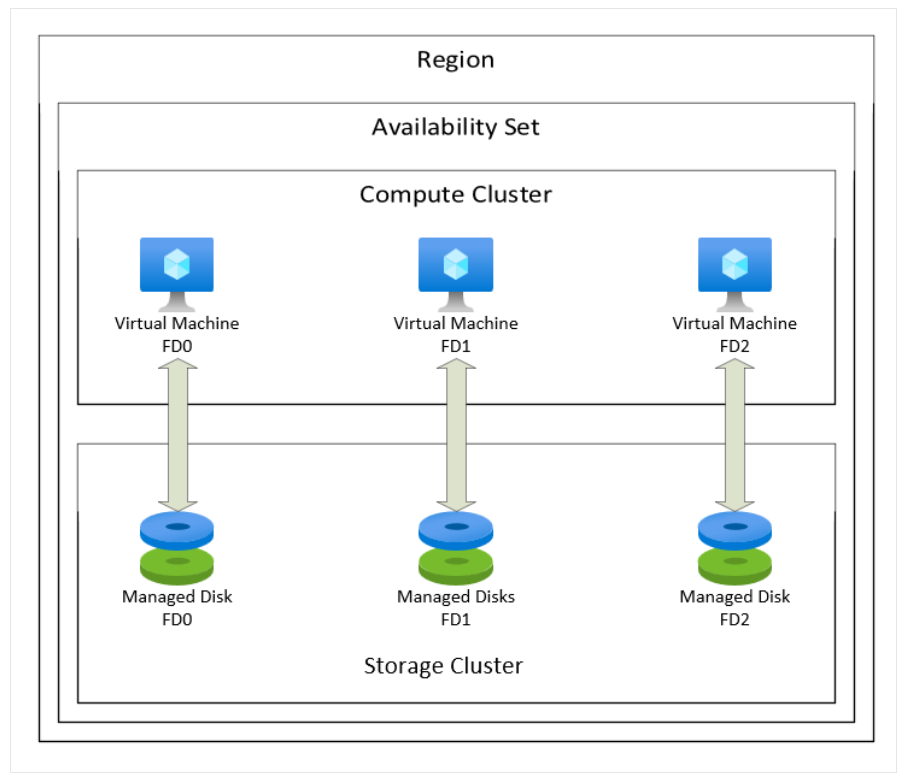 Region
Availability Set
Compute Cluster
Virtual Machine
FD0
Virtual Machine
FD1
Virtual Machine
FD2
Managed Disk
FD0
Managed Disks
FD1
Managed Disk
FD2
Storage Cluster